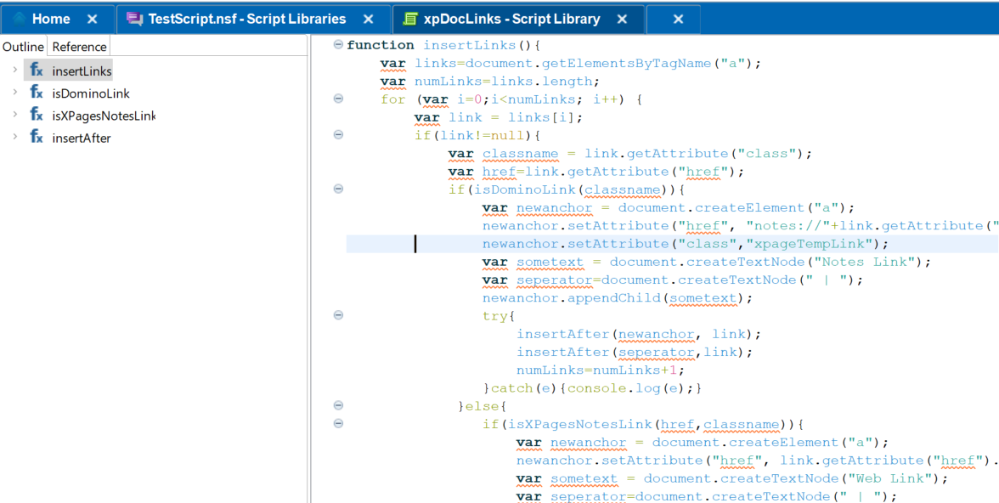 Home
TestScript.nsf - Script Libraries
xpDocLinks - Script Library
Outline Reference
insertLinks
isDominoLink
isXPagesNotesLink
insertAfter
function insertLinks(){
var links=document.getElementsByTagName("a");
var numLinks=links.length;
for (var i=0;i<numLinks; i++) {
var link = links[i];
if(link!=null){
var classname = link.getAttribute("class");
var href=link.getAttribute("href");
if(isDominoLink(classname)){
var newanchor = document.createElement("a");
newanchor.setAttribute("href", "notes://"+link.getAttribute("
newanchor.setAttribute("class","xpageTempLink");
var sometext = document.createTextNode("Notes Link");
var seperator=document.createTextNode(" | ");
newanchor.appendChild(sometext);
try{
insertAfter(newanchor, link);
insertAfter(seperator,link);
numLinks=numLinks+1;
}catch(e){console.log(e);}
}else{
if(isXPagesNotesLink(href,classname)){
var newanchor = document.createElement("a");
newanchor.setAttribute("href", link.getAttribute("href").
var sometext = document.createTextNode("Web Link");
var seperator=document.createTextNode(" | ");